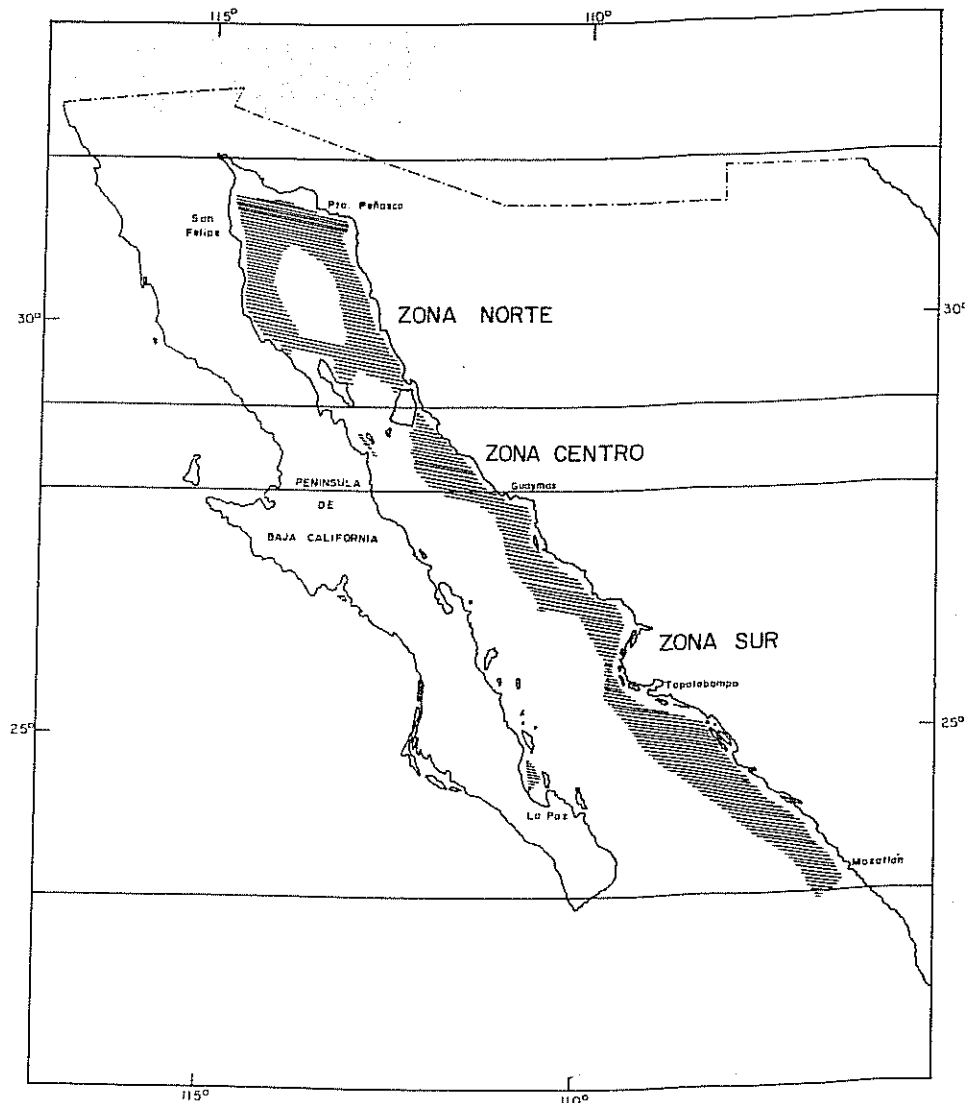 115°
110°
Pto. Peñasco
San
Felipe
30°
ZONA NORTE
30°
ZONA CENTRO
PENINSULA
DE
BAJA CALIFORNIA
Guaymas
ZONA SUR
Topolobampo
25°
25°
La Paz
Mazatlán
115°
110°